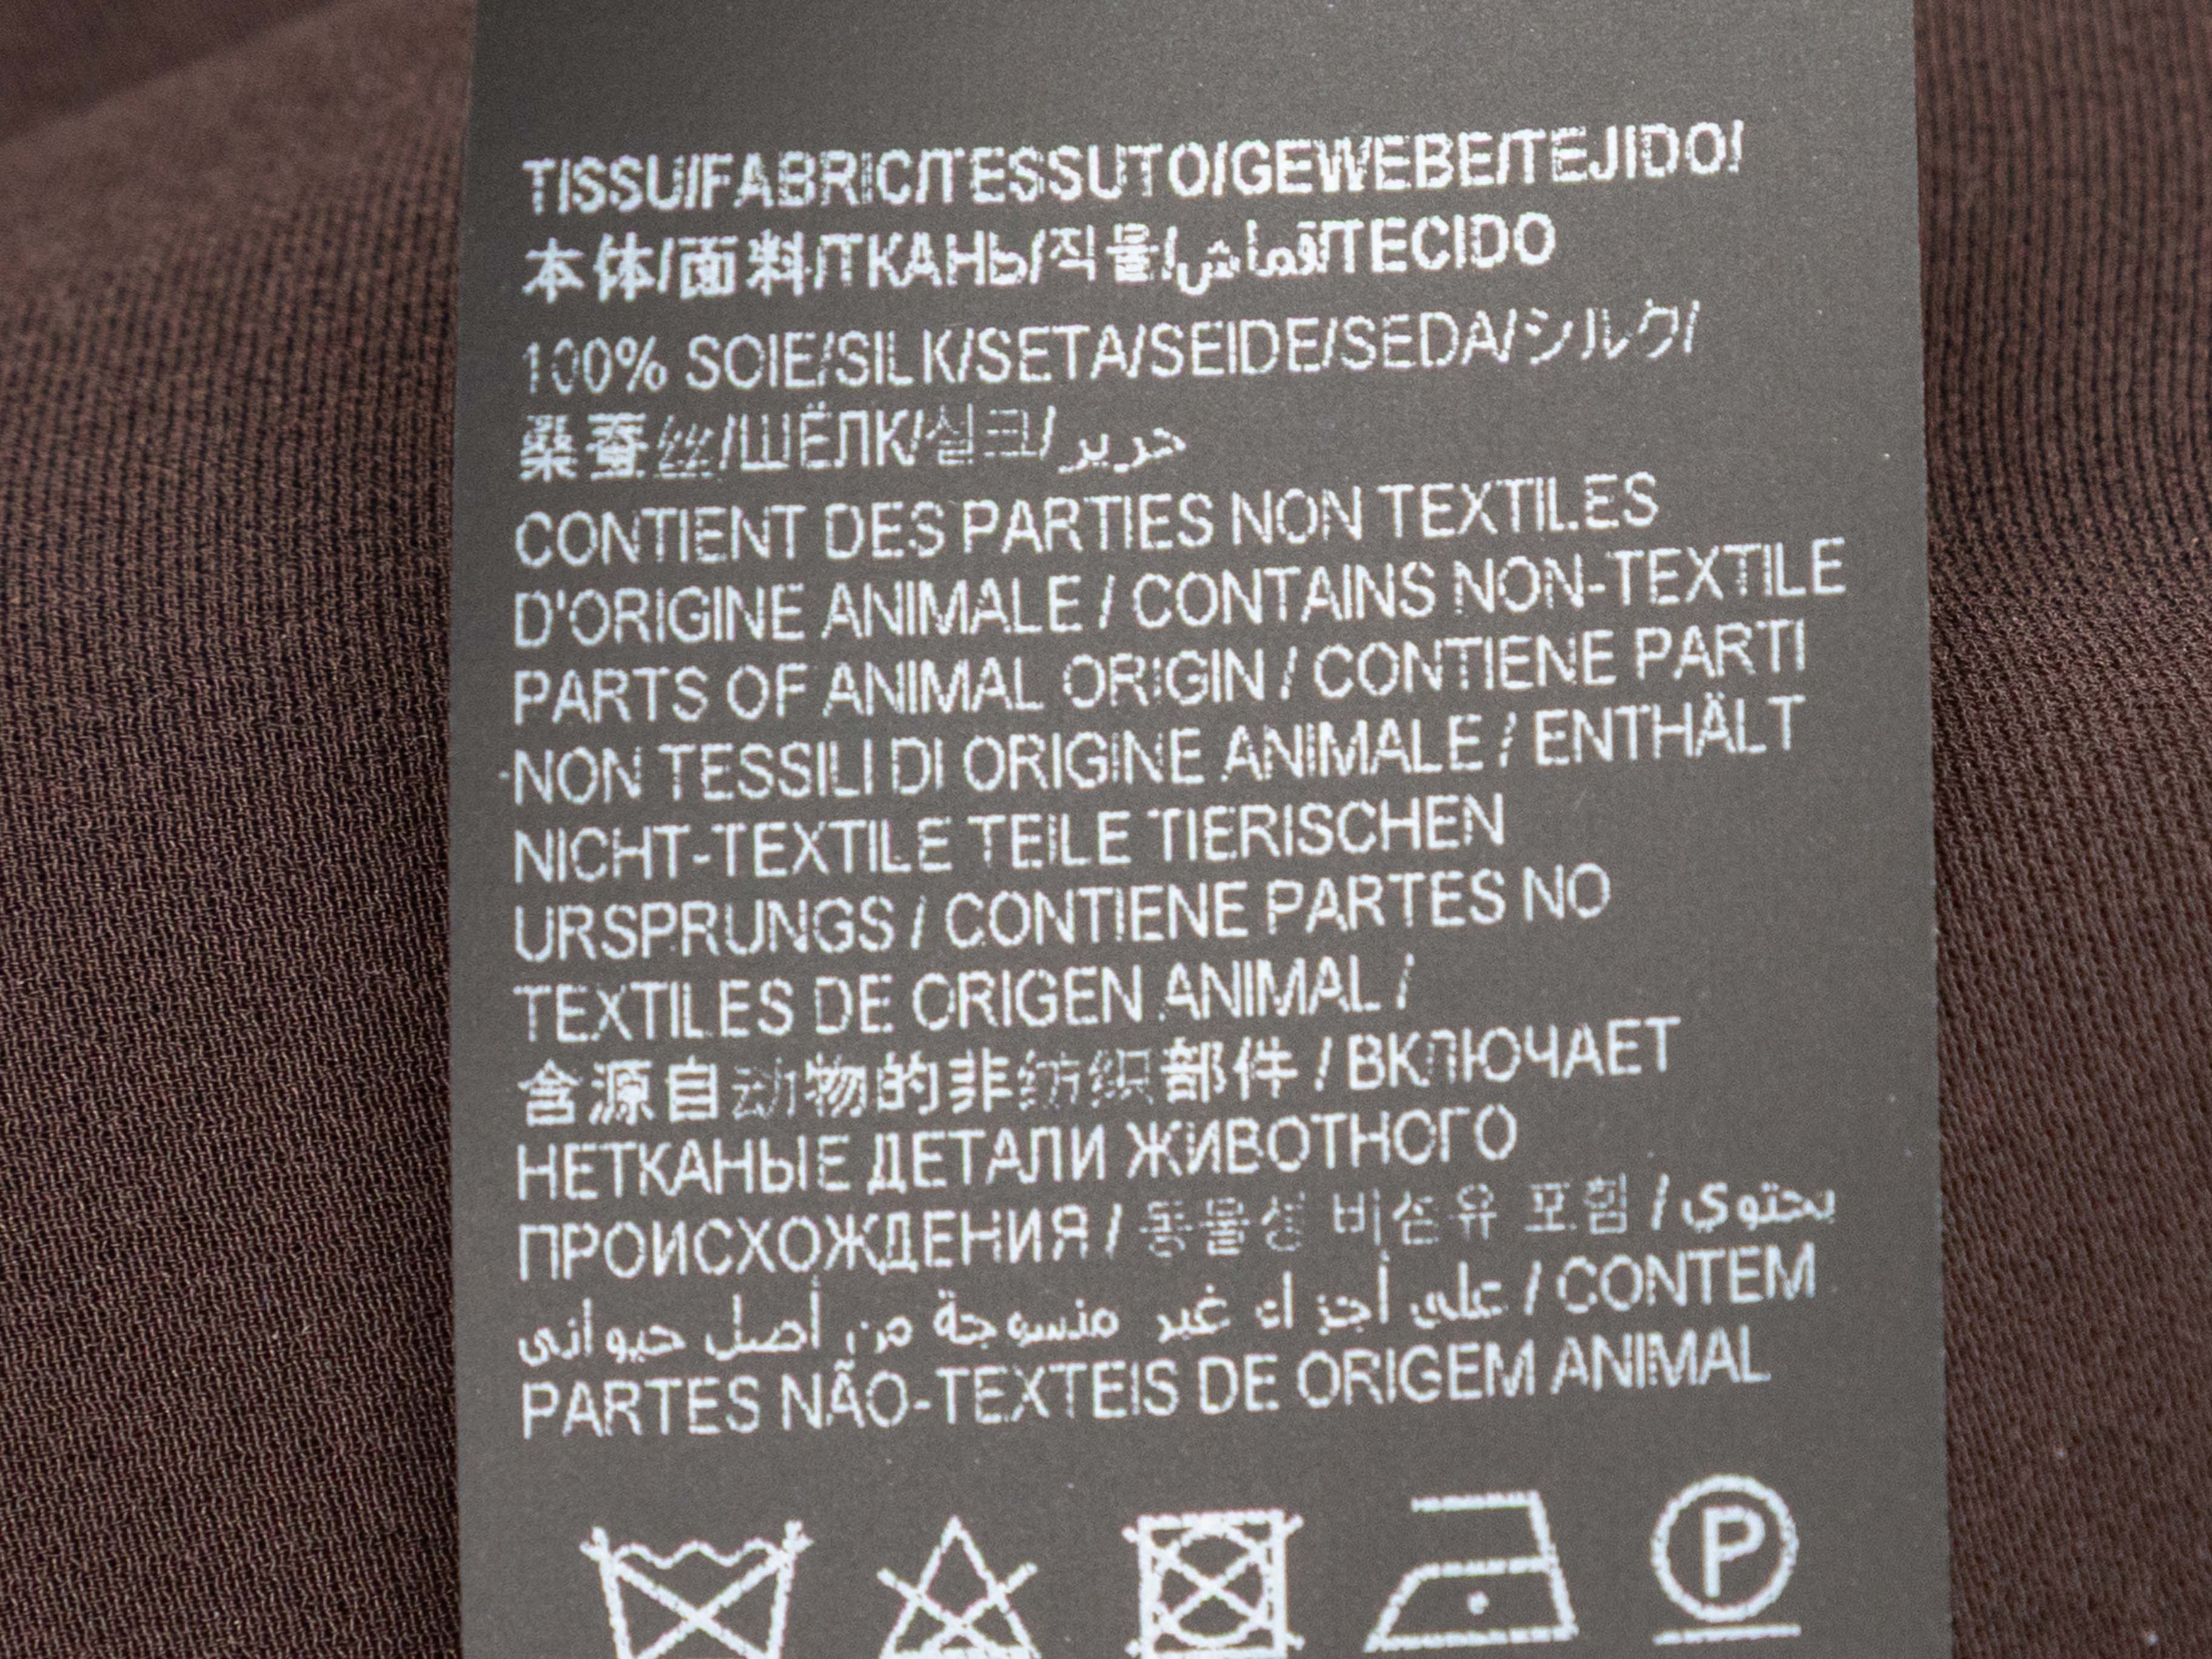 TISSU/FABRIC/TESSUTO/GEWEBE/TEJIDO/
本体/面料/ТКАНЬ/직물/قماش/TECIDO
100% SOIE/SILK/SETA/SEIDE/SEDA/シルク/
桑蚕丝/ШЁЛК/실크/حرير
CONTIENT DES PARTIES NON TEXTILES
D'ORIGINE ANIMALE / CONTAINS NON-TEXTILE
PARTS OF ANIMAL ORIGIN / CONTIENE PARTI
NON TESSILI DI ORIGINE ANIMALE / ENTHÄLT
NICHT-TEXTILE TEILE TIERISCHEN
URSPRUNGS / CONTIENE PARTES NO
TEXTILES DE ORIGEN ANIMAL /
含源自动物的非纺织部件 / ВКЛЮЧАЕТ
НЕТКАНЫЕ ДЕТАЛИ ЖИВОТНОГО
ПРОИСХОЖДЕНИЯ / 동물성 비섬유 포함 / يحتوي
على أجزاء غير منسوجة من أصل حيواني / CONTEM
PARTES NÃO-TEXTEIS DE ORIGEM ANIMAL
P